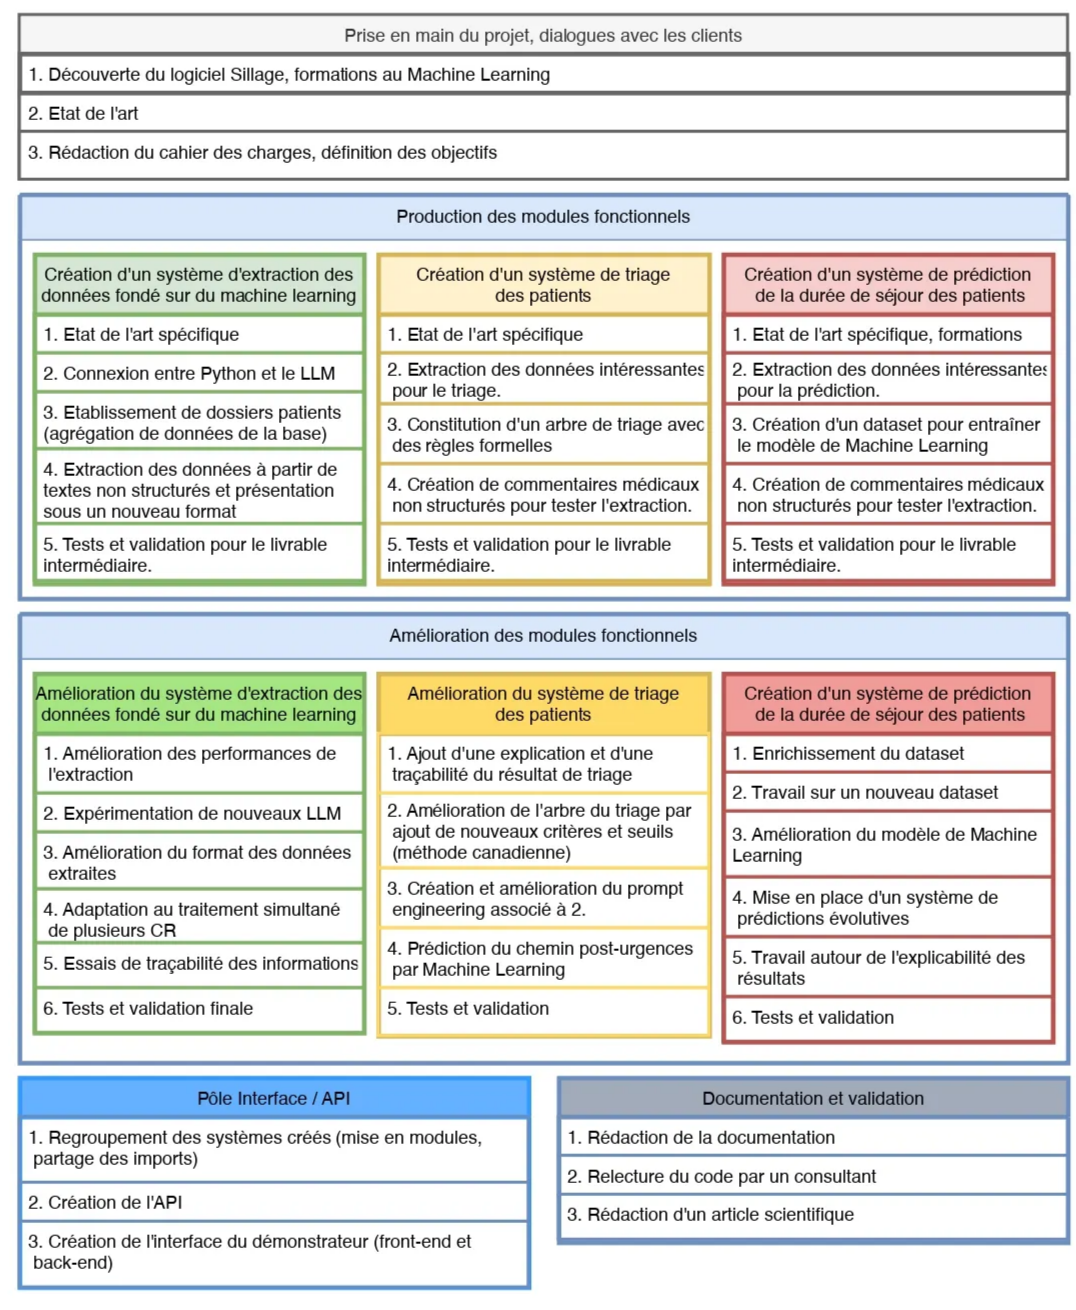 Prise en main du projet, dialogues avec les clients
1. Découverte du logiciel Sillage, formations au Machine Learning
2. Etat de l'art
3. Rédaction du cahier des charges, définition des objectifs
Production des modules fonctionnels
Création d'un système d'extraction des
données fondé sur du machine learning
1. Etat de l'art spécifique
2. Connexion entre Python et le LLM
3. Etablissement de dossiers patients
(agrégation de données de la base)
4. Extraction des données à partir de
textes non structurés et présentation
sous un nouveau format
5. Tests et validation pour le livrable
intermédiaire.
Création d'un système de triage
des patients
1. Etat de l'art spécifique
2. Extraction des données intéressantes
pour le triage.
3. Constitution d'un arbre de triage avec
des règles formelles
4. Création de commentaires médicaux
non structurés pour tester l'extraction.
5. Tests et validation pour le livrable
intermédiaire.
Création d'un système de prédiction
de la durée de séjour des patients
1. Etat de l'art spécifique, formations
2. Extraction des données intéressantes
pour la prédiction.
3. Création d'un dataset pour entraîner
le modèle de Machine Learning
4. Création de commentaires médicaux
non structurés pour tester l'extraction.
5. Tests et validation pour le livrable
intermédiaire.
Amélioration des modules fonctionnels
Amélioration du système d'extraction des
données fondé sur du machine learning
1. Amélioration des performances de
l'extraction
2. Expérimentation de nouveaux LLM
3. Amélioration du format des données
extraites
4. Adaptation au traitement simultané
de plusieurs CR
5. Essais de traçabilité des informations
6. Tests et validation finale
Amélioration du système de triage
des patients
1. Ajout d'une explication et d'une
traçabilité du résultat de triage
2. Amélioration de l'arbre du triage par
ajout de nouveaux critères et seuils
(méthode canadienne)
3. Création et amélioration du prompt
engineering associé à 2.
4. Prédiction du chemin post-urgences
par Machine Learning
5. Tests et validation
Création d'un système de prédiction
de la durée de séjour des patients
1. Enrichissement du dataset
2. Travail sur un nouveau dataset
3. Amélioration du modèle de Machine
Learning
4. Mise en place d'un système de
prédictions évolutives
5. Travail autour de l'explicabilité des
résultats
6. Tests et validation
Pôle Interface / API
1. Regroupement des systèmes créés (mise en modules,
partage des imports)
2. Création de l'API
3. Création de l'interface du démonstrateur (front-end et
back-end)
Documentation et validation
1. Rédaction de la documentation
2. Relecture du code par un consultant
3. Rédaction d'un article scientifique